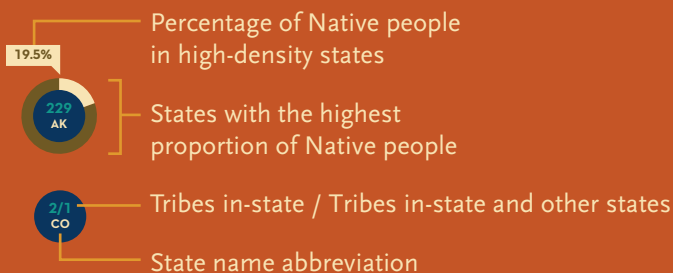 Percentage of Native people
in high-density states
19.5%
229
AK
States with the highest
proportion of Native people
2/1
CO
Tribes in-state / Tribes in-state and other states
State name abbreviation